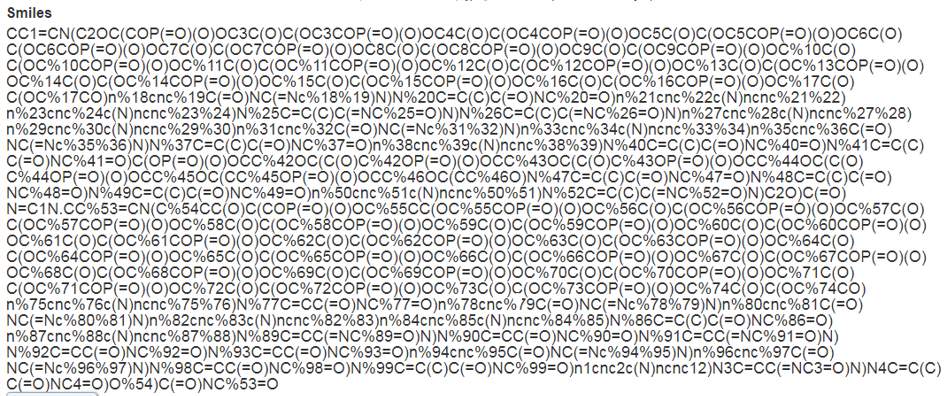 Smiles
CC1=CN(C2OC(COP(=O)(O)OC3C(O)C(OC3COP(=O)(O)OC4C(O)C(OC4COP(=O)(O)OC5C(O)C(OC5COP(=O)(O)OC6C(O)
C(OC6COP(=O)(O)OC7C(O)C(OC7COP(=O)(O)OC8C(O)C(OC8COP(=O)(O)OC9C(O)C(OC9COP(=O)(O)OC%10C(O)
C(OC%10COP(=O)(O)OC%11C(O)C(OC%11COP(=O)(O)OC%12C(O)C(OC%12COP(=O)(O)OC%13C(O)C(OC%13COP(=O)(O)
OC%14C(O)C(OC%14COP(=O)(O)OC%15C(O)C(OC%15COP(=O)(O)OC%16C(O)C(OC%16COP(=O)(O)OC%17C(O)
C(OC%17CO)n%18cnc%19C(=O)NC(=Nc%18%19)N)N%20C=C(C)C(=O)NC%20=O)n%21cnc%22c(N)ncnc%21%22)
n%23cnc%24c(N)ncnc%23%24)N%25C=C(C)C(=NC%25=O)N)N%26C=C(C)C(=NC%26=O)N)n%27cnc%28c(N)ncnc%27%28)
n%29cnc%30c(N)ncnc%29%30)n%31cnc%32C(=O)NC(=Nc%31%32)N)n%33cnc%34c(N)ncnc%33%34)n%35cnc%36C(=O)
NC(=Nc%35%36)N)N%37C=C(C)C(=O)NC%37=O)n%38cnc%39c(N)ncnc%38%39)N%40C=C(C)C(=O)NC%40=O)N%41C=C(C)
C(=O)NC%41=O)C(OP(=O)(O)OCC%42OC(C(O)C%42OP(=O)(O)OCC%43OC(C(O)C%43OP(=O)(O)OCC%44OC(C(O)
C%44OP(=O)(O)OCC%45OC(CC%45OP(=O)(O)OCC%46OC(CC%46O)N%47C=C(C)C(=O)NC%47=O)N%48C=C(C)C(=O)
NC%48=O)N%49C=C(C)C(=O)NC%49=O)n%50cnc%51c(N)ncnc%50%51)N%52C=C(C)C(=NC%52=O)N)C2O)C(=O)
N=C1N.CC%53=CN(C%54CC(O)C(COP(=O)(O)OC%55CC(OC%55COP(=O)(O)OC%56C(O)C(OC%56COP(=O)(O)OC%57C(O)
C(OC%57COP(=O)(O)OC%58C(O)C(OC%58COP(=O)(O)OC%59C(O)C(OC%59COP(=O)(O)OC%60C(O)C(OC%60COP(=O)(O)
OC%61C(O)C(OC%61COP(=O)(O)OC%62C(O)C(OC%62COP(=O)(O)OC%63C(O)C(OC%63COP(=O)(O)OC%64C(O)
C(OC%64COP(=O)(O)OC%65C(O)C(OC%65COP(=O)(O)OC%66C(O)C(OC%66COP(=O)(O)OC%67C(O)C(OC%67COP(=O)(O)
OC%68C(O)C(OC%68COP(=O)(O)OC%69C(O)C(OC%69COP(=O)(O)OC%70C(O)C(OC%70COP(=O)(O)OC%71C(O)
C(OC%71COP(=O)(O)OC%72C(O)C(OC%72COP(=O)(O)OC%73C(O)C(OC%73COP(=O)(O)OC%74C(O)C(OC%74CO)
n%75cnc%76c(N)ncnc%75%76)N%77C=CC(=O)NC%77=O)n%78cnc%79C(=O)NC(=Nc%78%79)N)n%80cnc%81C(=O)
NC(=Nc%80%81)N)n%82cnc%83c(N)ncnc%82%83)n%84cnc%85c(N)ncnc%84%85)N%86C=C(C)C(=O)NC%86=O)
n%87cnc%88c(N)ncnc%87%88)N%89C=CC(=NC%89=O)N)N%90C=CC(=O)NC%90=O)N%91C=CC(=NC%91=O)N)
N%92C=CC(=O)NC%92=O)N%93C=CC(=O)NC%93=O)n%94cnc%95C(=O)NC(=Nc%94%95)N)n%96cnc%97C(=O)
NC(=Nc%96%97)N)N%98C=CC(=O)NC%98=O)N%99C=C(C)C(=O)NC%99=O)n1cnc2c(N)ncnc12)N3C=CC(=NC3=O)N)N4C=C(C)
C(=O)NC4=O)O%54)C(=O)NC%53=O